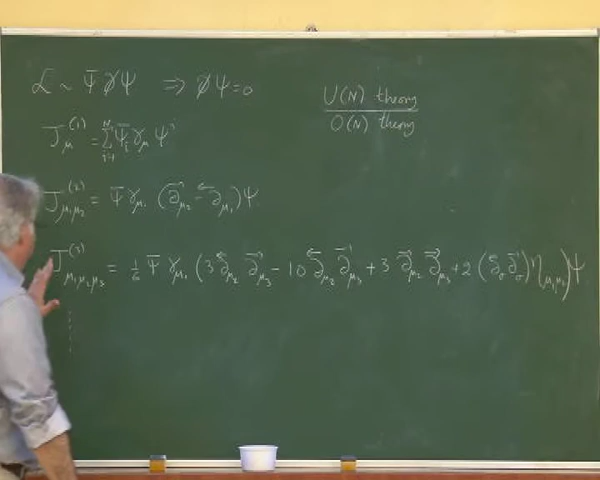 ℒ ~ Ψ̄ ∂̸ Ψ ⇒ ∂̸Ψ=0
U(N) theory
O(N) theory
J_μ^(1) = Σ_{i=1}^N Ψ̄_i γ_μ Ψ^i
J_{μ₁μ₂}^(2) = Ψ̄ γ_{μ₁} (∂⃗_{μ₂} - ∂⃖_{μ₂})Ψ
J_{μ₁μ₂μ₃}^(3) = 1/6 Ψ̄ γ_{μ₁} (3 ∂⃖_{μ₂} ∂⃖_{μ₃} - 10 ∂⃖_{μ₂} ∂⃗_{μ₃} + 3 ∂⃗_{μ₂} ∂⃗_{μ₃} + 2 (∂⃖_σ ∂⃗_σ) η_{μ₂μ₃})Ψ